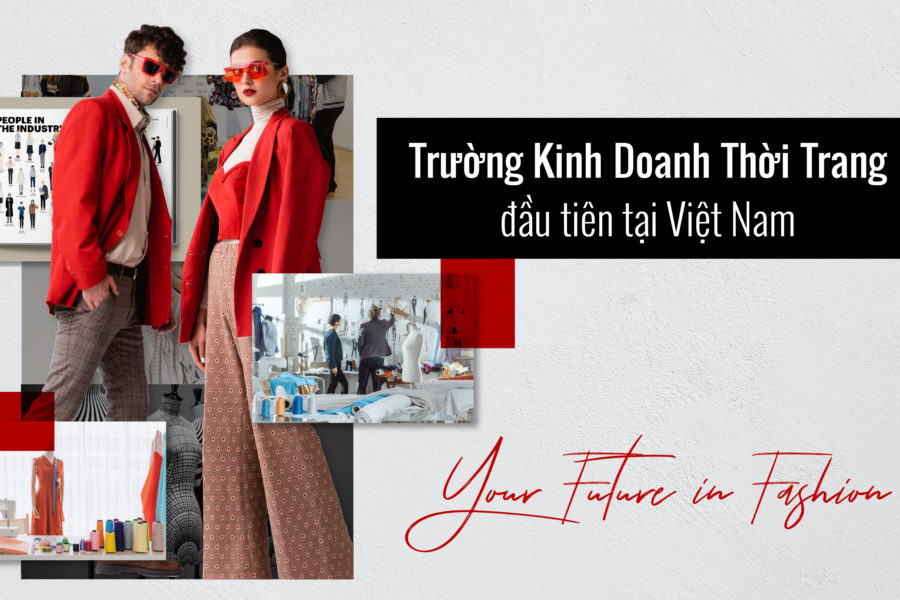 PEOPLE IN
THE INDUSTRY
Trường Kinh Doanh Thời Trang
đầu tiên tại Việt Nam
Your Future in Fashion